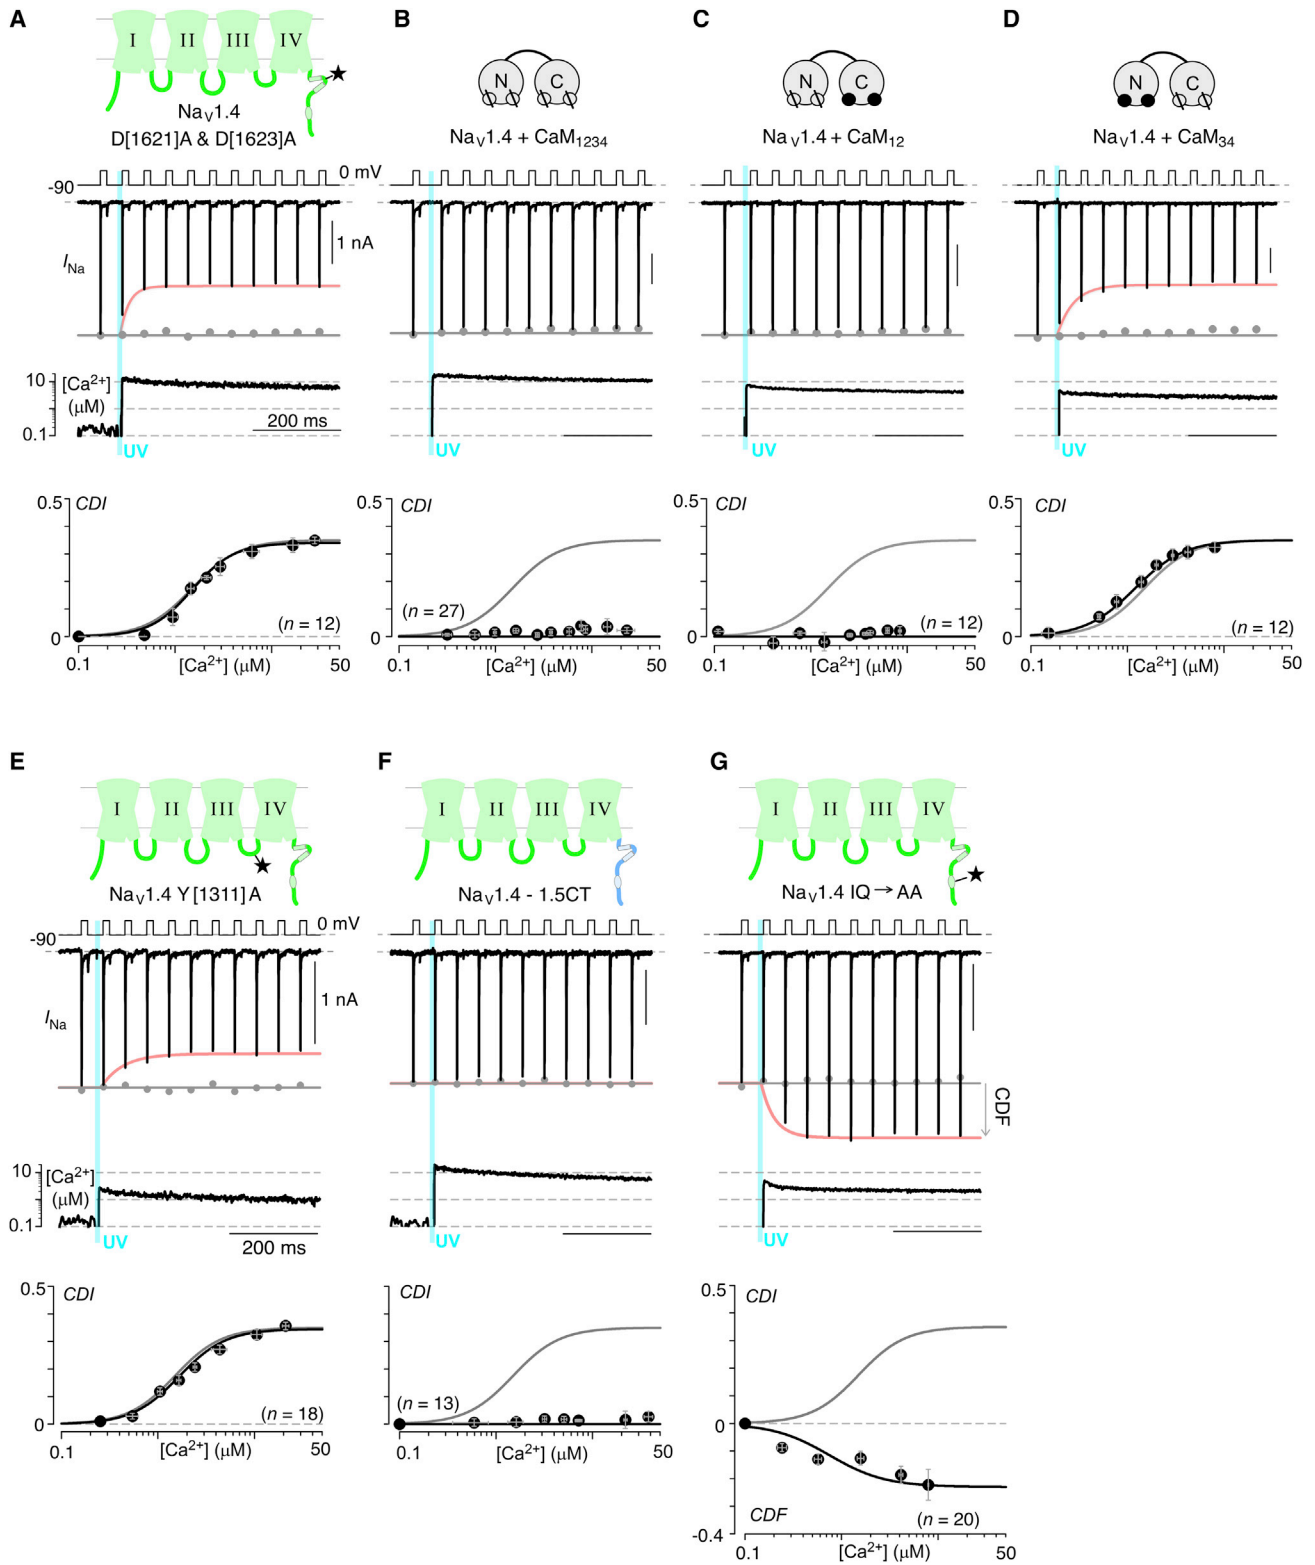 A
I II III IV
NaV1.4
D[1621]A & D[1623]A
-90
0 mV
1 nA
INa
10
[Ca2+]
(μM)
0.1
200 ms
UV
0.5
CDI
0
(n = 12)
0.1
[Ca2+] (μM)
50
B
N C
NaV1.4 + CaM1234
UV
0.5
CDI
(n = 27)
0
0.1
[Ca2+] (μM)
50
C
N C
NaV1.4 + CaM12
UV
0.5
CDI
0
(n = 12)
0.1
[Ca2+] (μM)
50
D
N C
NaV1.4 + CaM34
UV
0.5
CDI
0
(n = 12)
0.1
[Ca2+] (μM)
50
E
I II III IV
NaV1.4 Y[1311]A
-90
0 mV
1 nA
INa
10
[Ca2+]
(μM)
0.1
UV
200 ms
0.5
CDI
0
(n = 18)
0.1
[Ca2+] (μM)
50
F
I II III IV
NaV1.4 - 1.5CT
UV
CDI
(n = 13)
0
0.1
[Ca2+] (μM)
50
G
I II III IV
NaV1.4 IQ→AA
CDF
UV
0.5
CDI
0
CDF
(n = 20)
-0.4
0.1
[Ca2+] (μM)
50